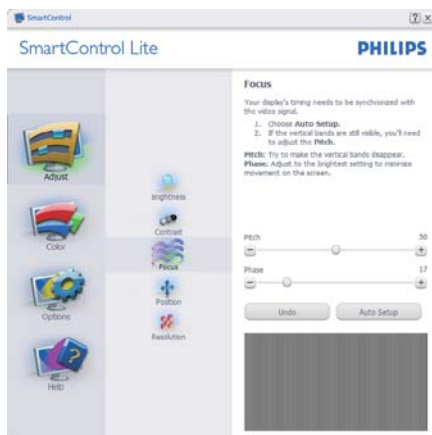 SmartControl
SmartControl Lite
PHILIPS
Adjust
Color
Options
Help
Brightness
Contrast
Focus
Position
Resolution
Focus
Your display's timing needs to be synchronized with
the video signal.
1. Choose Auto Setup.
2. If the vertical bands are still visible, you'll need
to adjust the Pitch.
Pitch: Try to make the vertical bands disappear.
Phase: Adjust to the brightest setting to minimize
movement on the screen.
Pitch 50
Phase 17
Undo Auto Setup